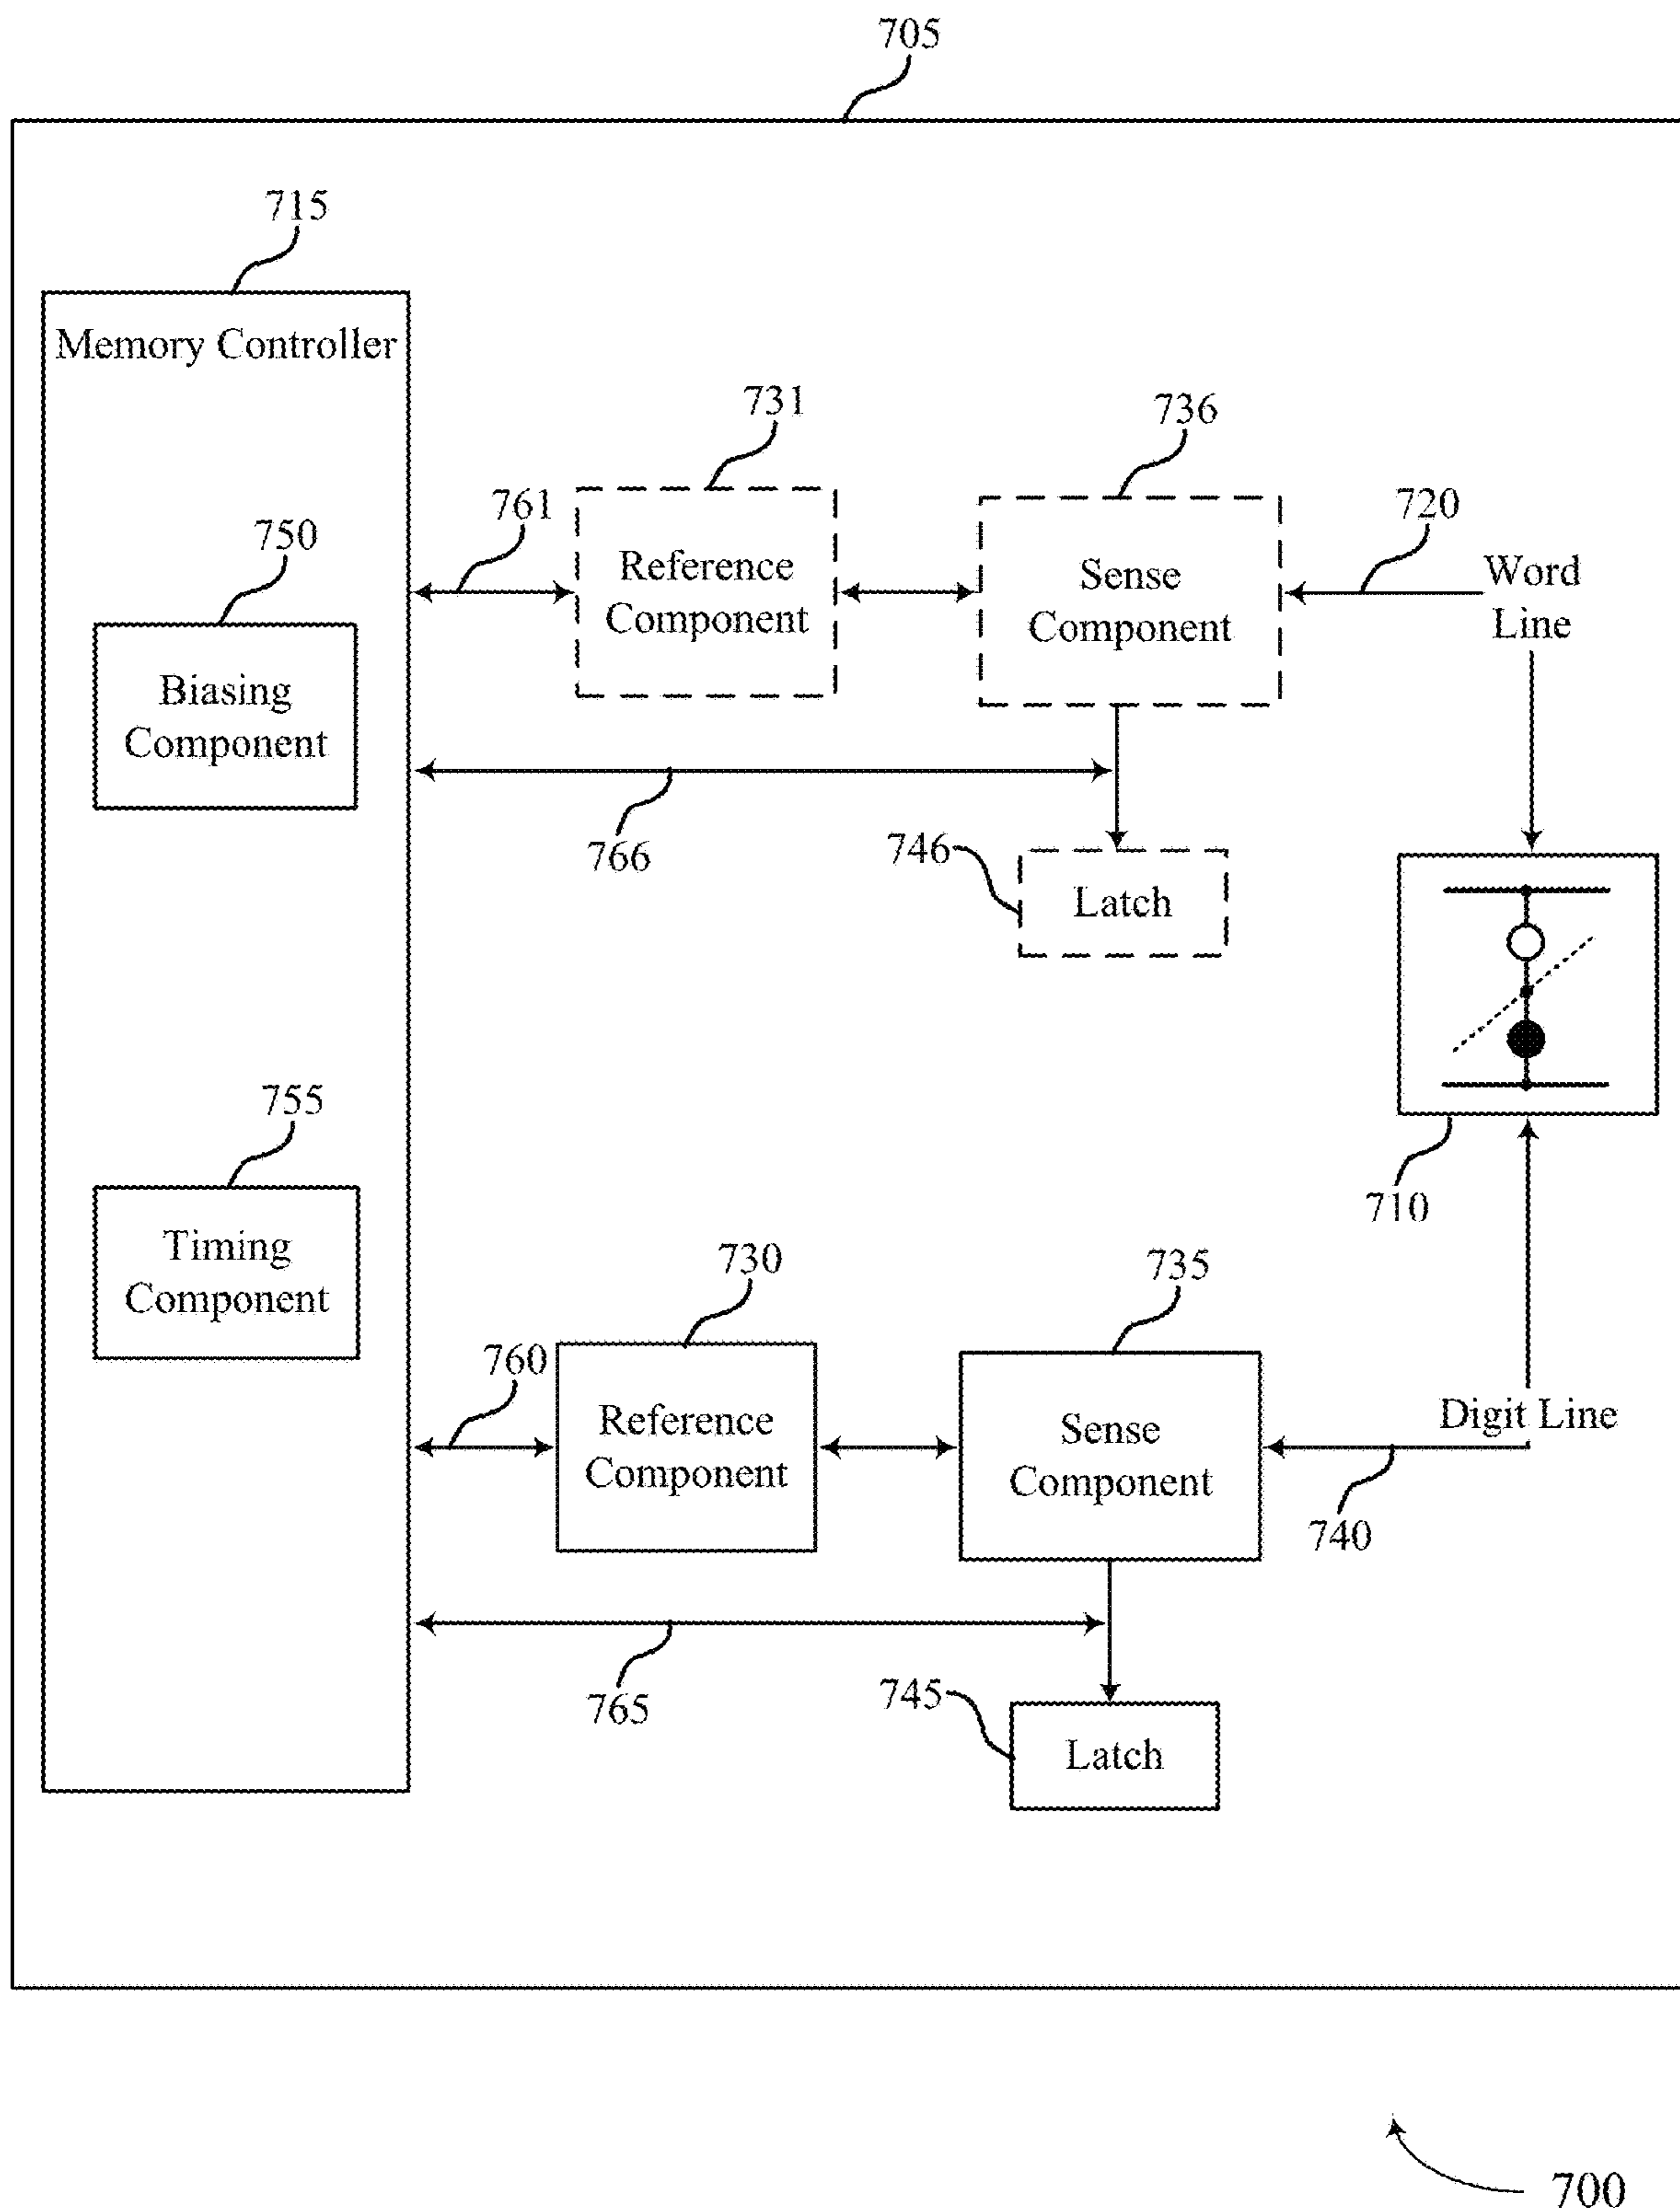 705
715
Memory Controller
731
736
761
720
750
Reference
Component
Sense
Component
Word
Line
Biasing
Component
766
746
Latch
755
710
Timing
Component
730
735
760
Reference
Component
Sense
Component
Digit Line
740
765
745
Latch
700